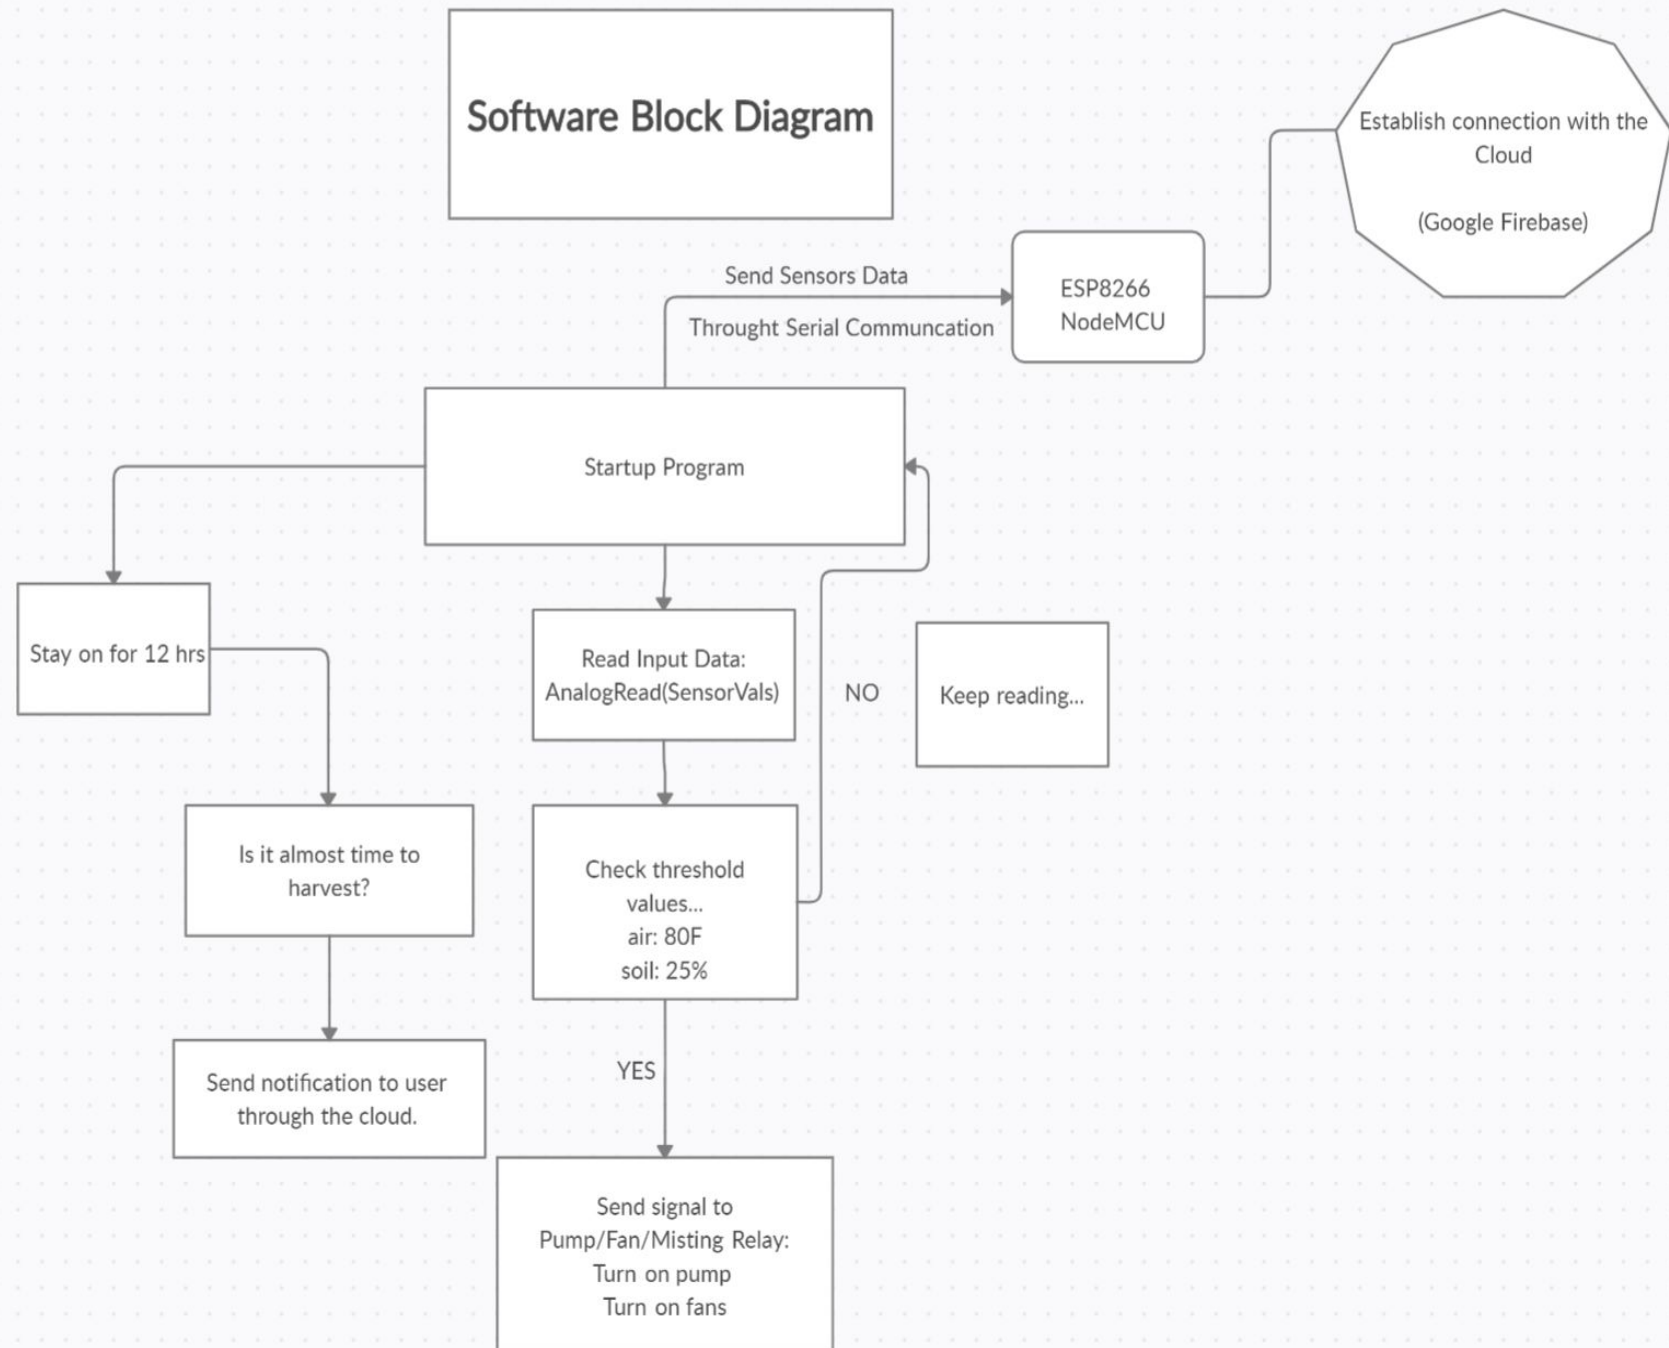 Software Block Diagram
Establish connection with the
Cloud
(Google Firebase)
Send Sensors Data
Throught Serial Communcation
ESP8266
NodeMCU
Startup Program
Stay on for 12 hrs
Read Input Data:
AnalogRead(SensorVals)
NO
Keep reading...
Is it almost time to
harvest?
Check threshold
values...
air: 80F
soil: 25%
YES
Send notification to user
through the cloud.
Send signal to
Pump/Fan/Misting Relay:
Turn on pump
Turn on fans